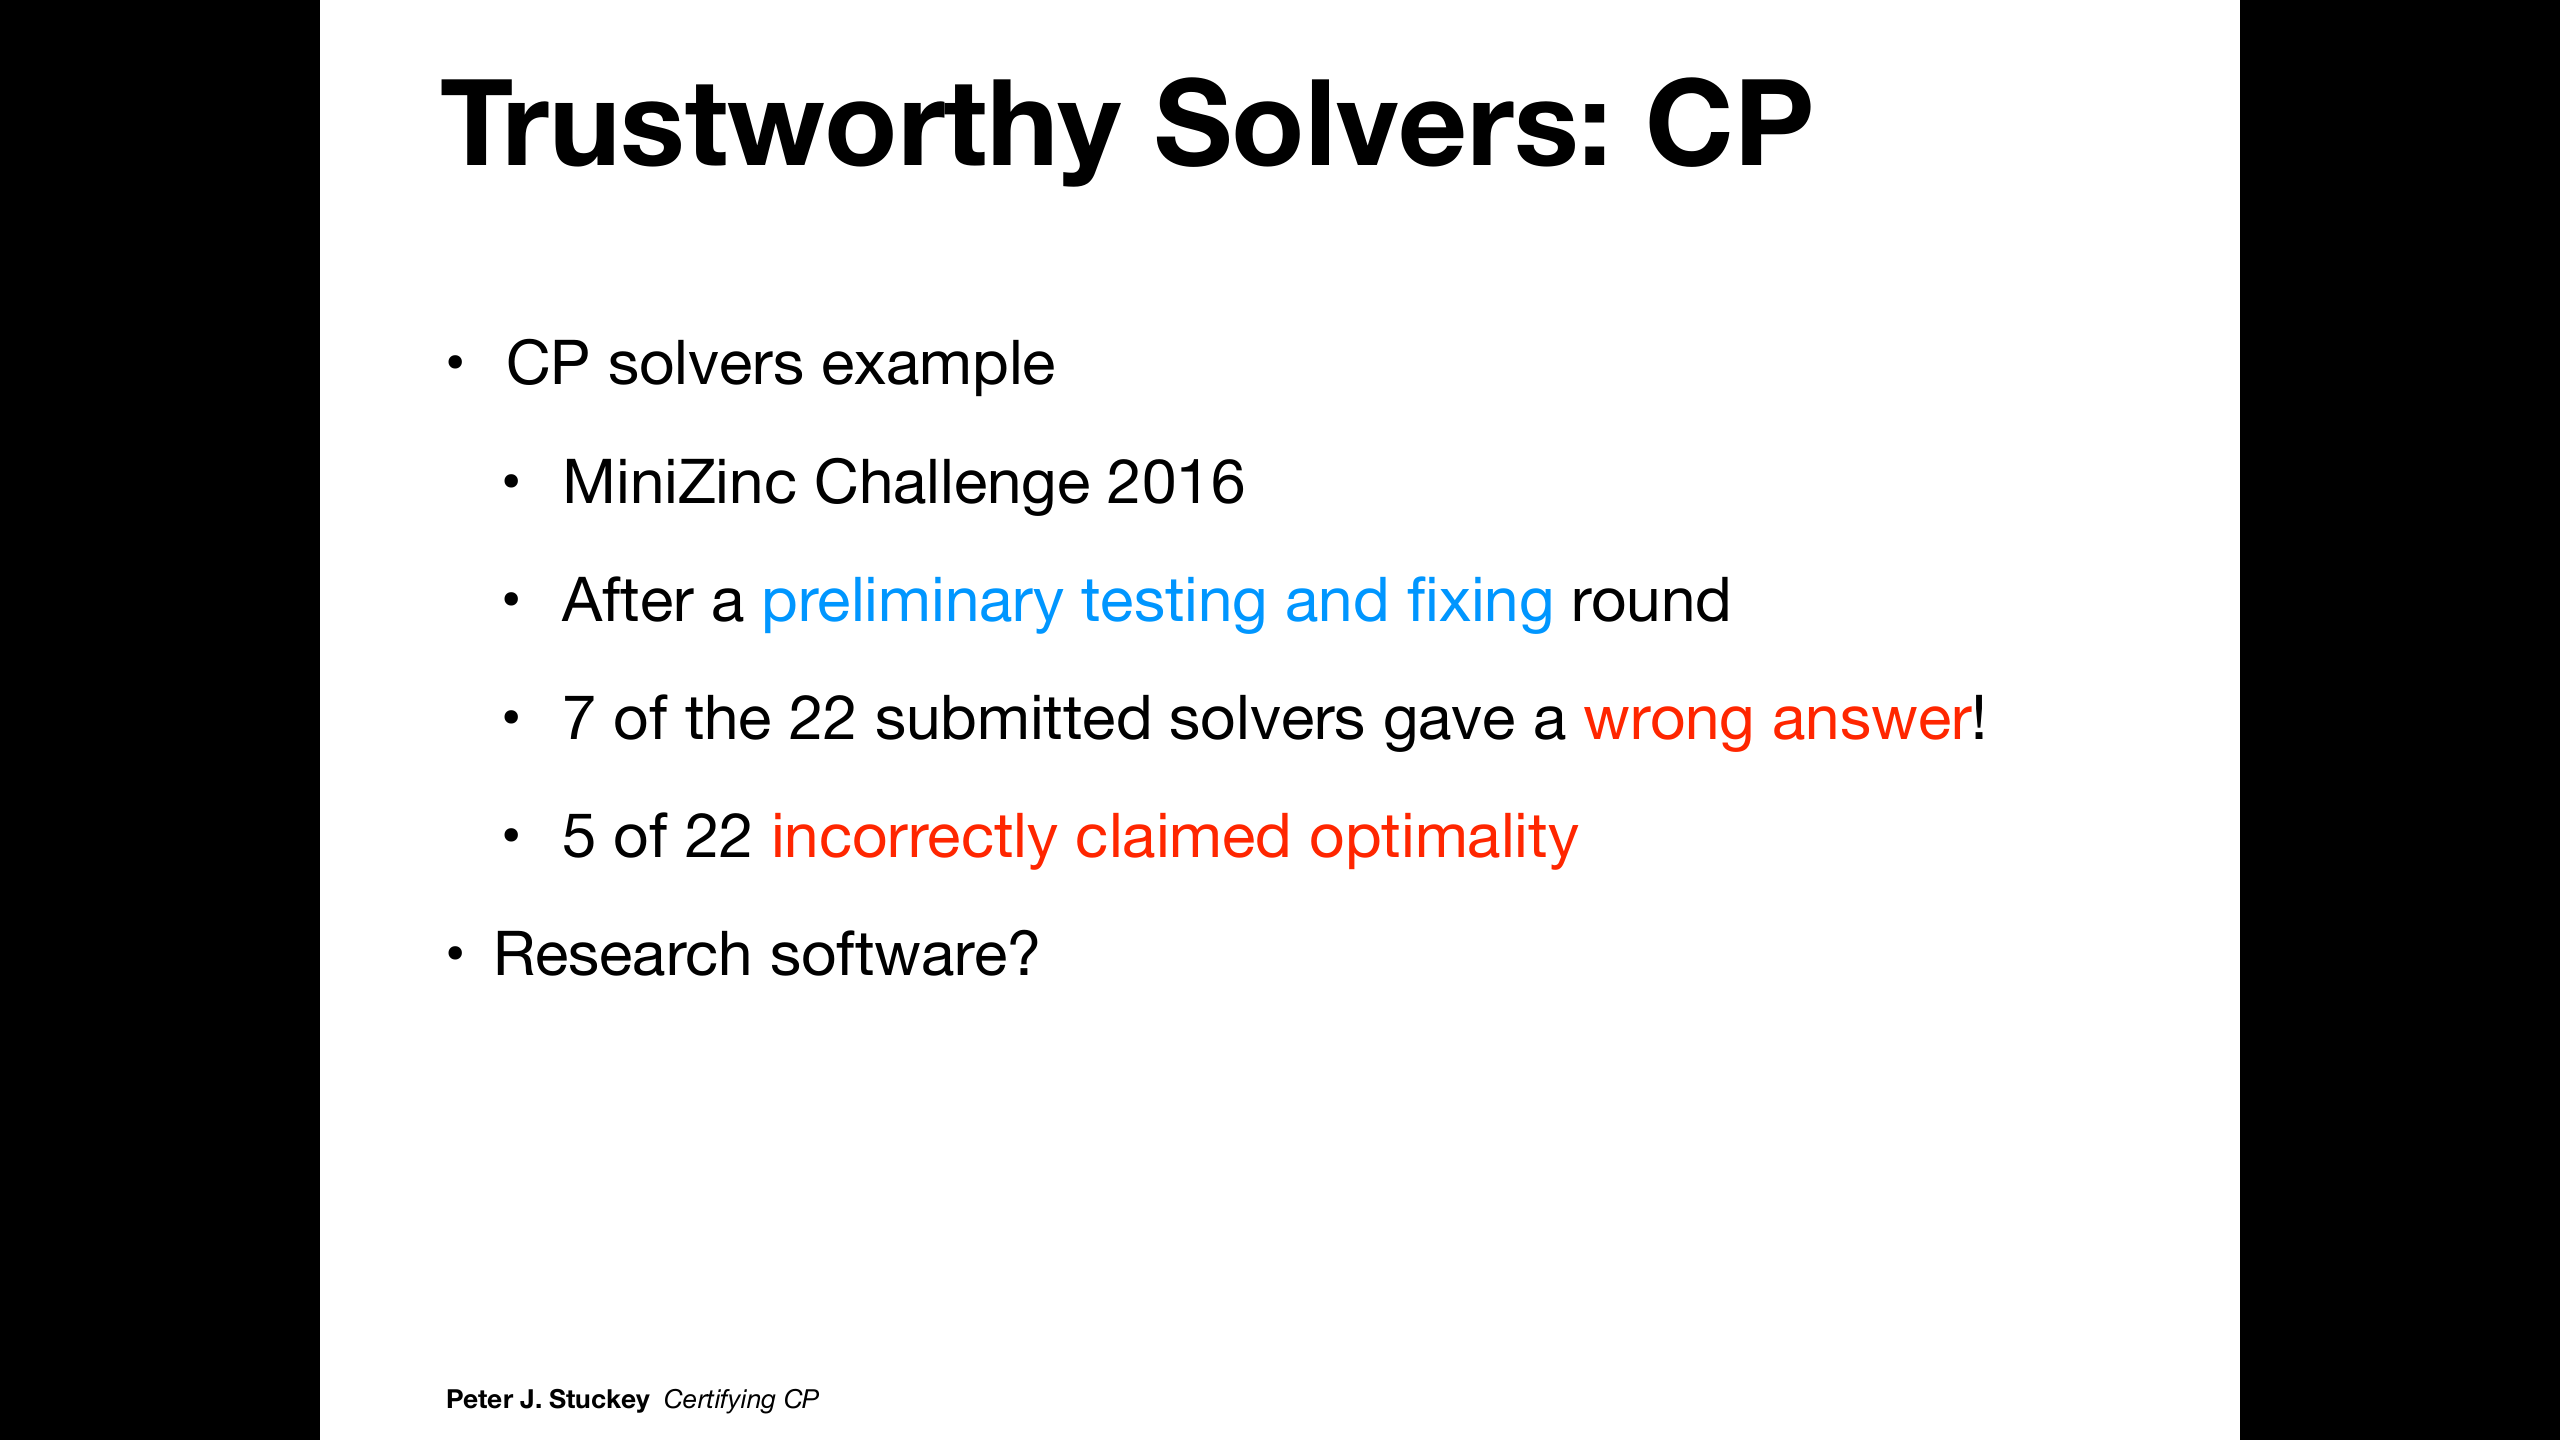 Trustworthy Solvers: CP
• CP solvers example
• MiniZinc Challenge 2016
• After a preliminary testing and fixing round
• 7 of the 22 submitted solvers gave a wrong answer!
• 5 of 22 incorrectly claimed optimality
• Research software?
Peter J. Stuckey Certifying CP